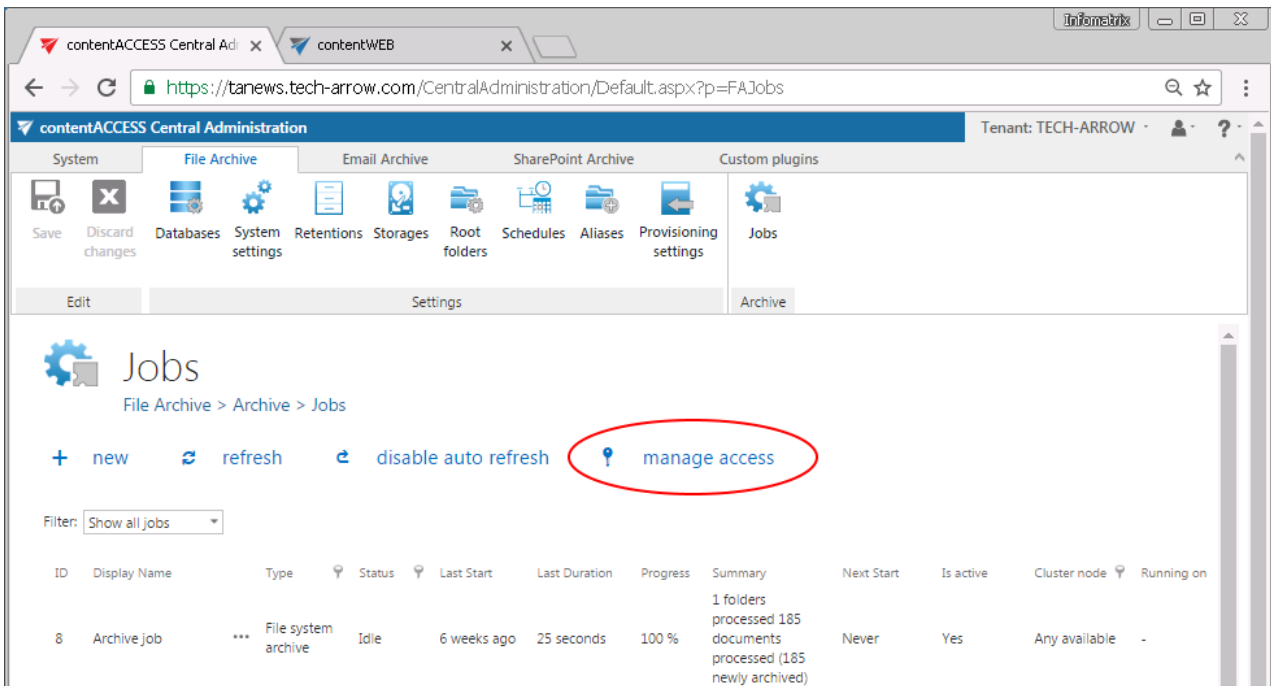 Infomatrix
contentACCESS Central Adr
contentWEB
https://tanews.tech-arrow.com/CentralAdministration/Default.aspx?p=FAJobs
contentACCESS Central Administration
Tenant: TECH-ARROW
?
System File Archive Email Archive SharePoint Archive Custom plugins
Save Discard changes Databases System settings Retentions Storages Root folders Schedules Aliases Provisioning settings Jobs
Edit Settings Archive
Jobs
File Archive > Archive > Jobs
+ new refresh disable auto refresh manage access
Filter: Show all jobs
ID Display Name Type Status Last Start Last Duration Progress Summary Next Start Is active Cluster node Running on
8 Archive job ••• File system archive Idle 6 weeks ago 25 seconds 100 % 1 folders processed 185 documents processed (185 newly archived) Never Yes Any available -